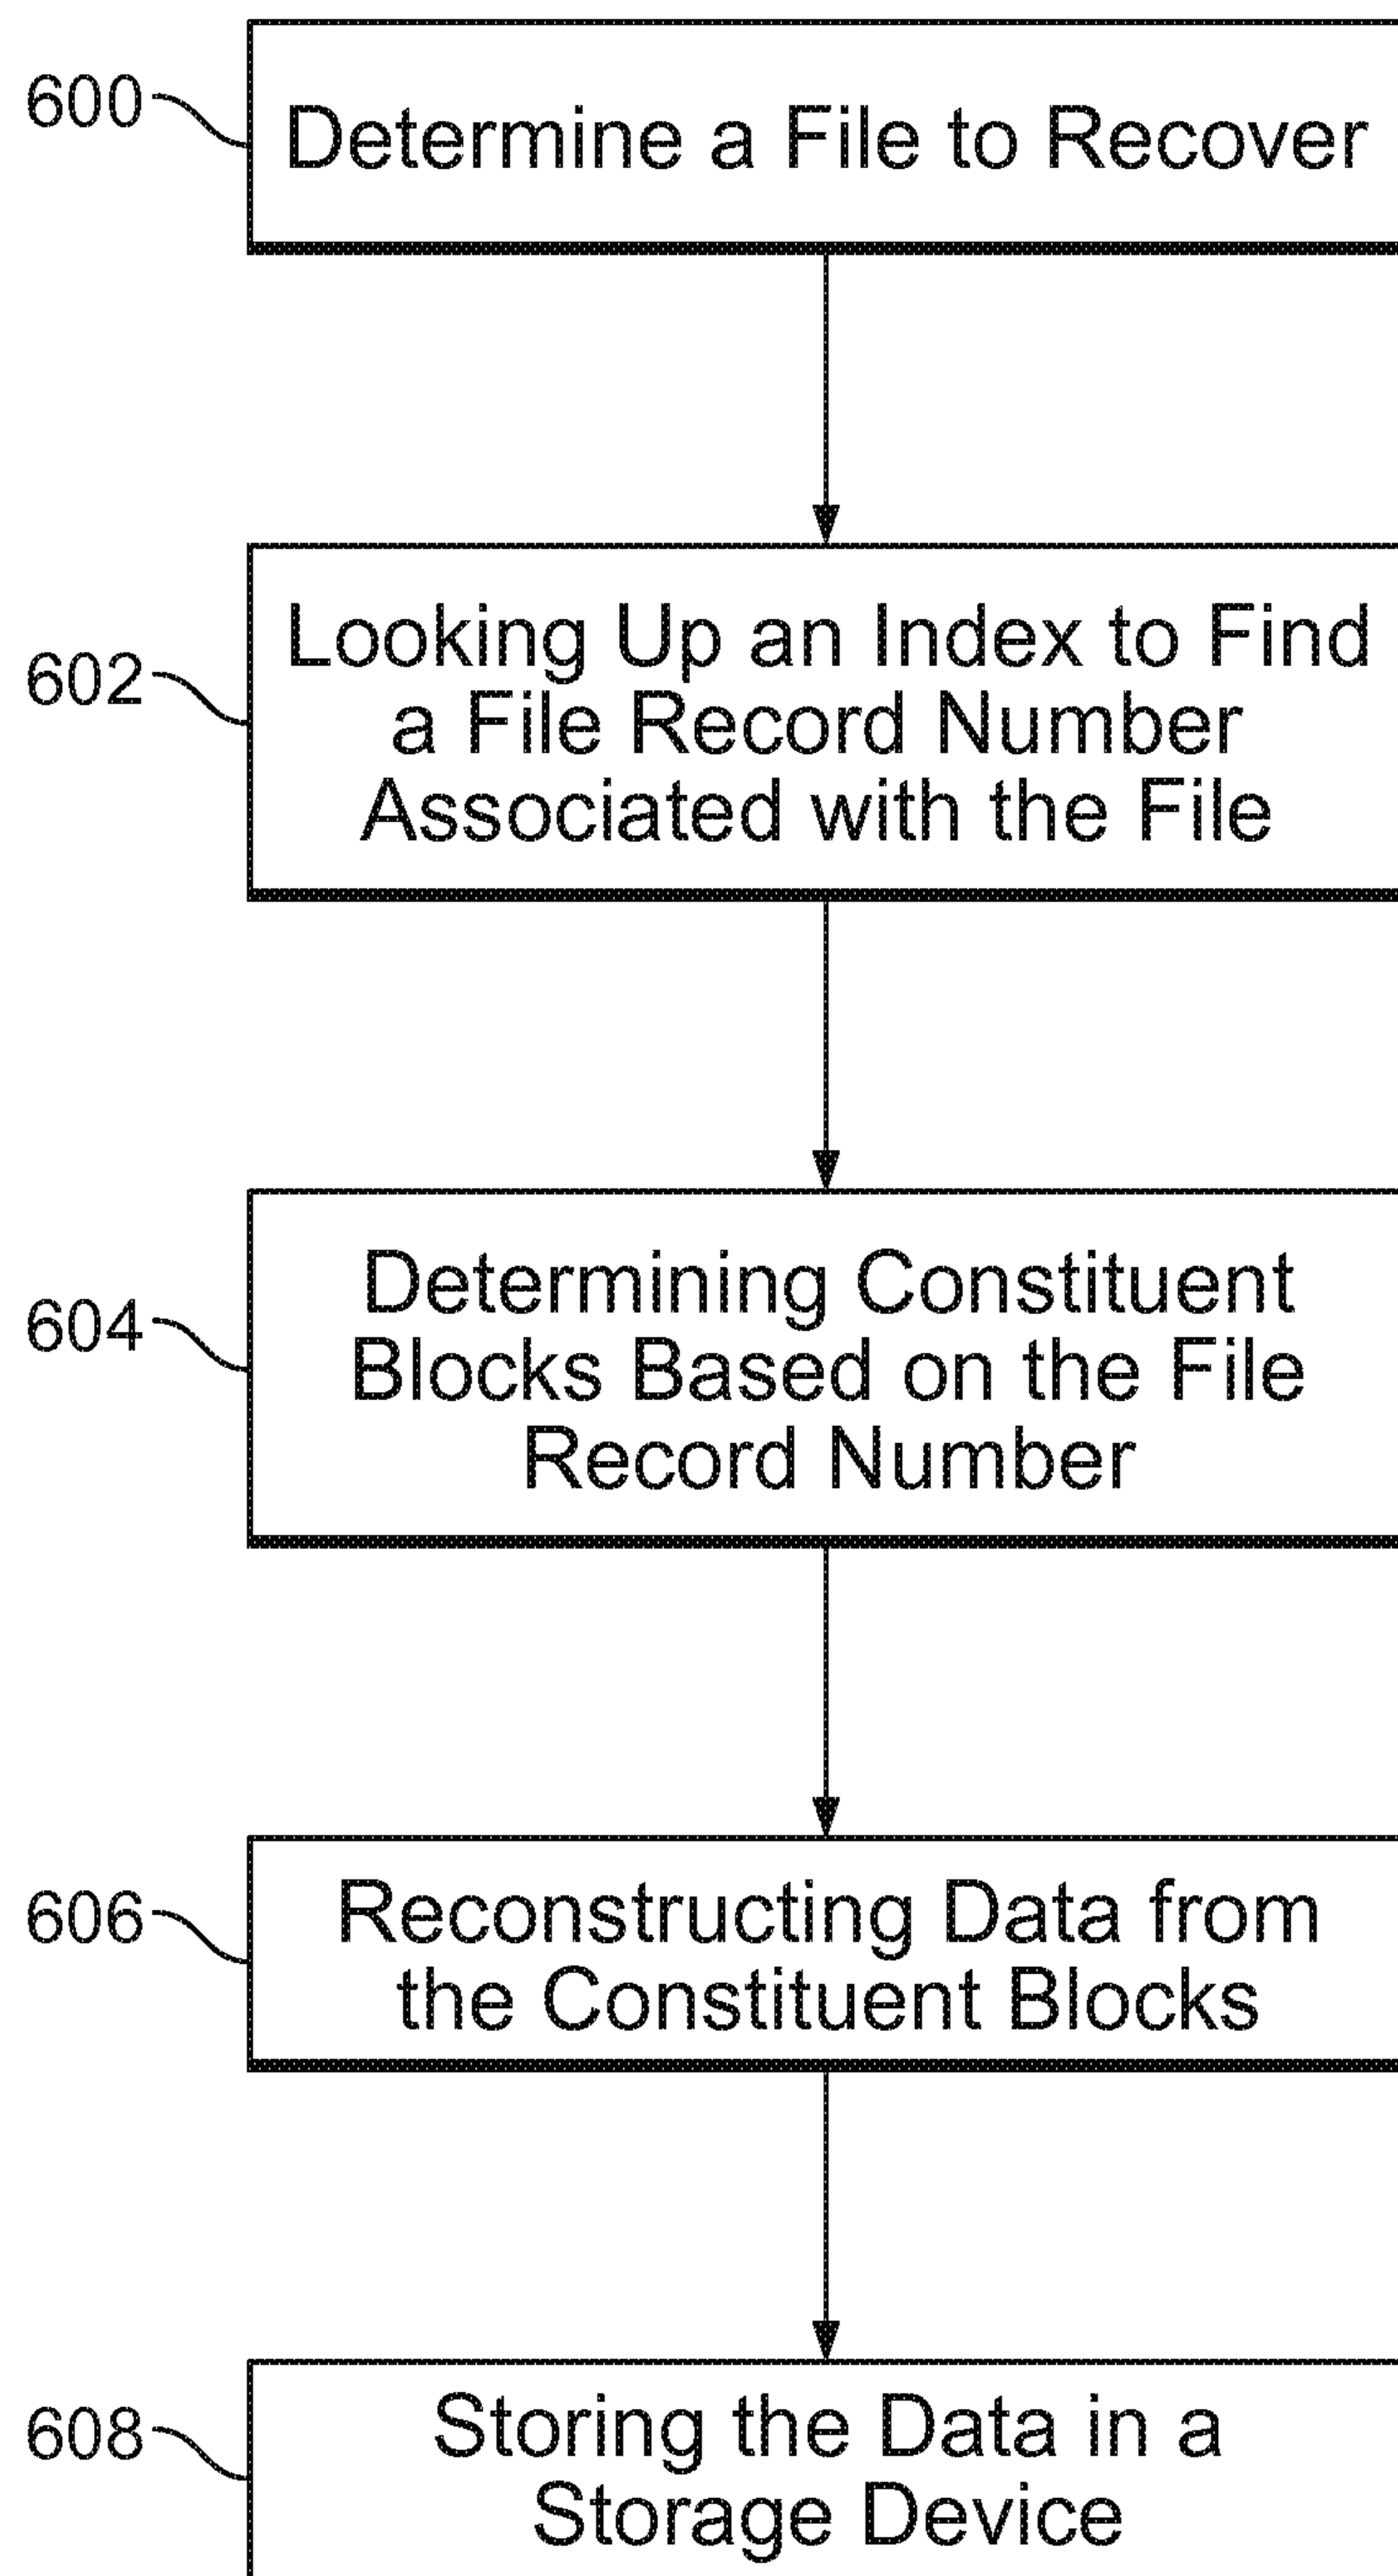 600
Determine a File to Recover
602
Looking Up an Index to Find
a File Record Number
Associated with the File
604
Determining Constituent
Blocks Based on the File
Record Number
606
Reconstructing Data from
the Constituent Blocks
608
Storing the Data in a
Storage Device